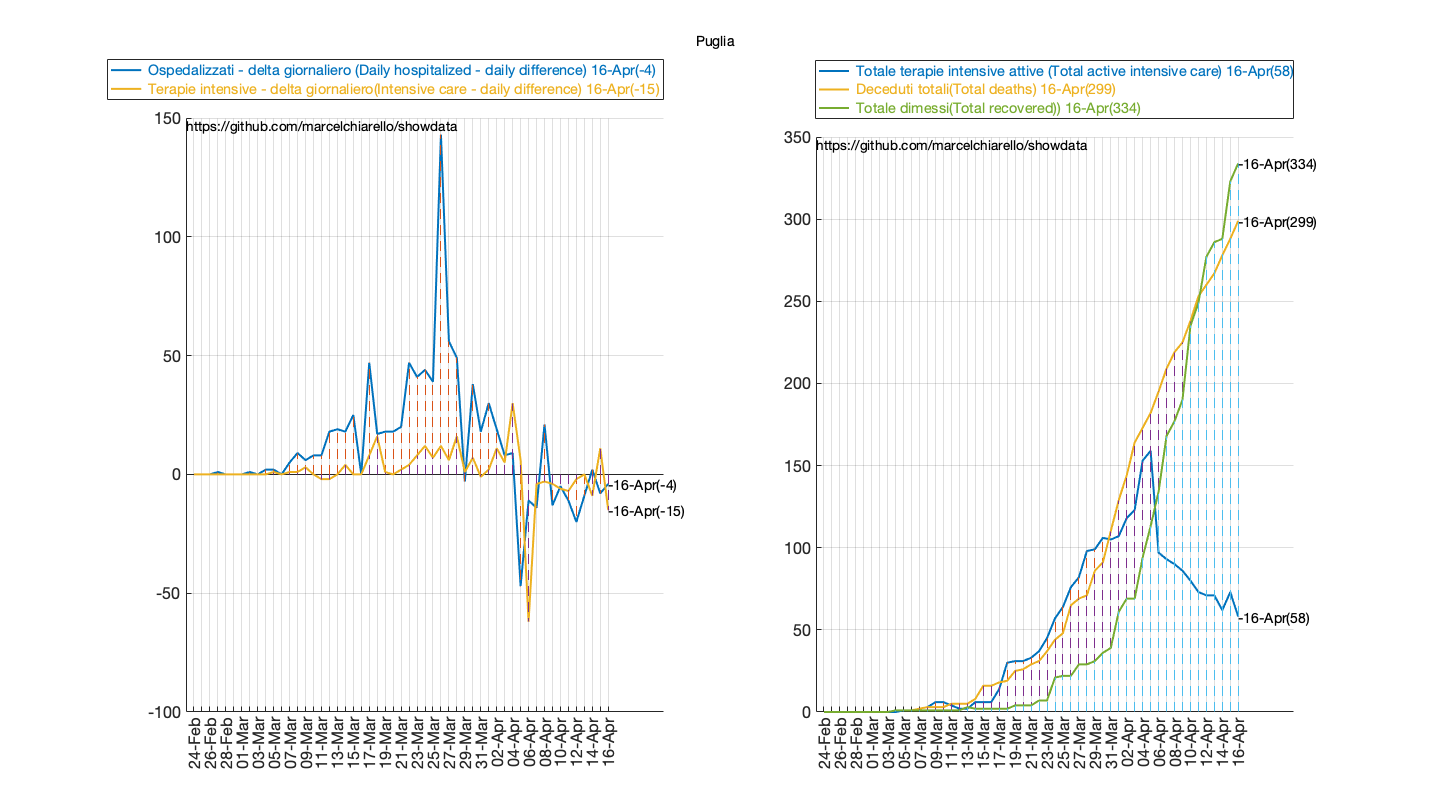 Puglia
Ospedalizzati - delta giornaliero (Daily hospitalized - daily difference) 16-Apr(-4)
Terapie intensive - delta giornaliero(Intensive care - daily difference) 16-Apr(-15)
https://github.com/marcelchiarello/showdata
150
100
50
0
-50
-100
-16-Apr(-4)
-16-Apr(-15)
24-Feb
26-Feb
28-Feb
01-Mar
03-Mar
05-Mar
07-Mar
09-Mar
11-Mar
13-Mar
15-Mar
17-Mar
19-Mar
21-Mar
23-Mar
25-Mar
27-Mar
29-Mar
31-Mar
02-Apr
04-Apr
06-Apr
08-Apr
10-Apr
12-Apr
14-Apr
16-Apr
Totale terapie intensive attive (Total active intensive care) 16-Apr(58)
Deceduti totali(Total deaths) 16-Apr(299)
Totale dimessi(Total recovered)) 16-Apr(334)
https://github.com/marcelchiarello/showdata
350
300
250
200
150
100
50
0
-16-Apr(334)
-16-Apr(299)
-16-Apr(58)
24-Feb
26-Feb
28-Feb
01-Mar
03-Mar
05-Mar
07-Mar
09-Mar
11-Mar
13-Mar
15-Mar
17-Mar
19-Mar
21-Mar
23-Mar
25-Mar
27-Mar
29-Mar
31-Mar
02-Apr
04-Apr
06-Apr
08-Apr
10-Apr
12-Apr
14-Apr
16-Apr